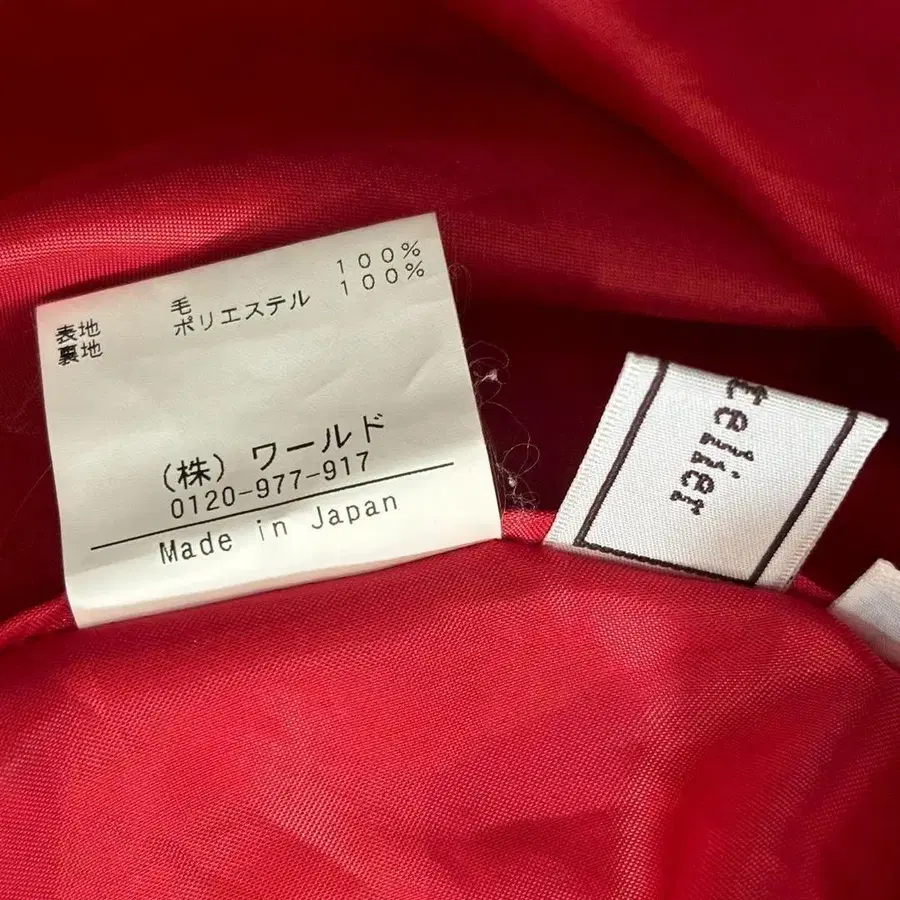 表地 毛 100%
裏地 ポリエステル 100%
(株) ワールド
0120-977-917
Made in Japan
telier